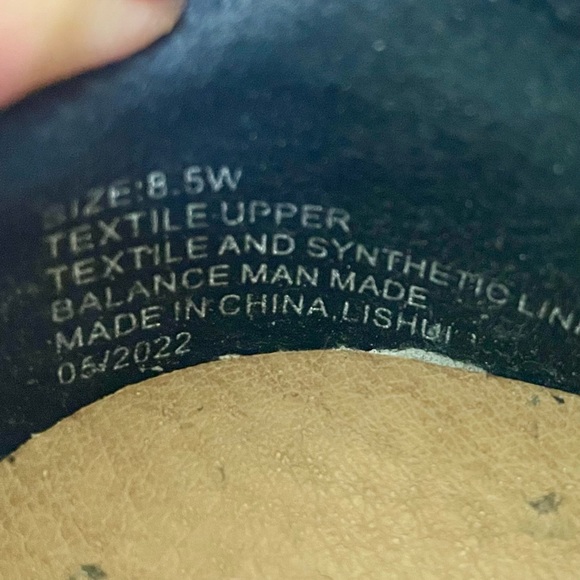 SIZE:8.5W
TEXTILE UPPER
TEXTILE AND SYNTHETIC LIN
BALANCE MAN MADE
MADE IN CHINA,LISHUI
05/2022